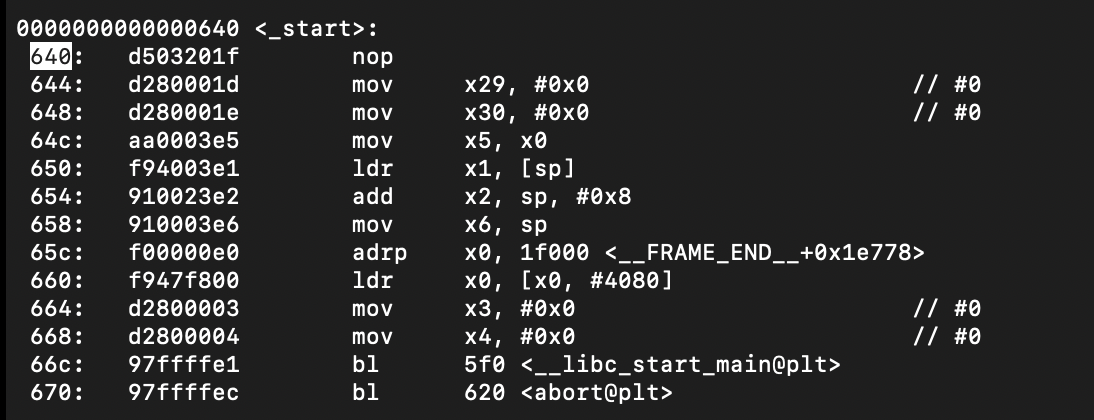 0000000000000640 <_start>:
640: d503201f nop
644: d280001d mov x29, #0x0 // #0
648: d280001e mov x30, #0x0 // #0
64c: aa0003e5 mov x5, x0
650: f94003e1 ldr x1, [sp]
654: 910023e2 add x2, sp, #0x8
658: 910003e6 mov x6, sp
65c: f00000e0 adrp x0, 1f000 <__FRAME_END__+0x1e778>
660: f947f800 ldr x0, [x0, #4080]
664: d2800003 mov x3, #0x0 // #0
668: d2800004 mov x4, #0x0 // #0
66c: 97ffffe1 bl 5f0 <__libc_start_main@plt>
670: 97ffffec bl 620 <abort@plt>